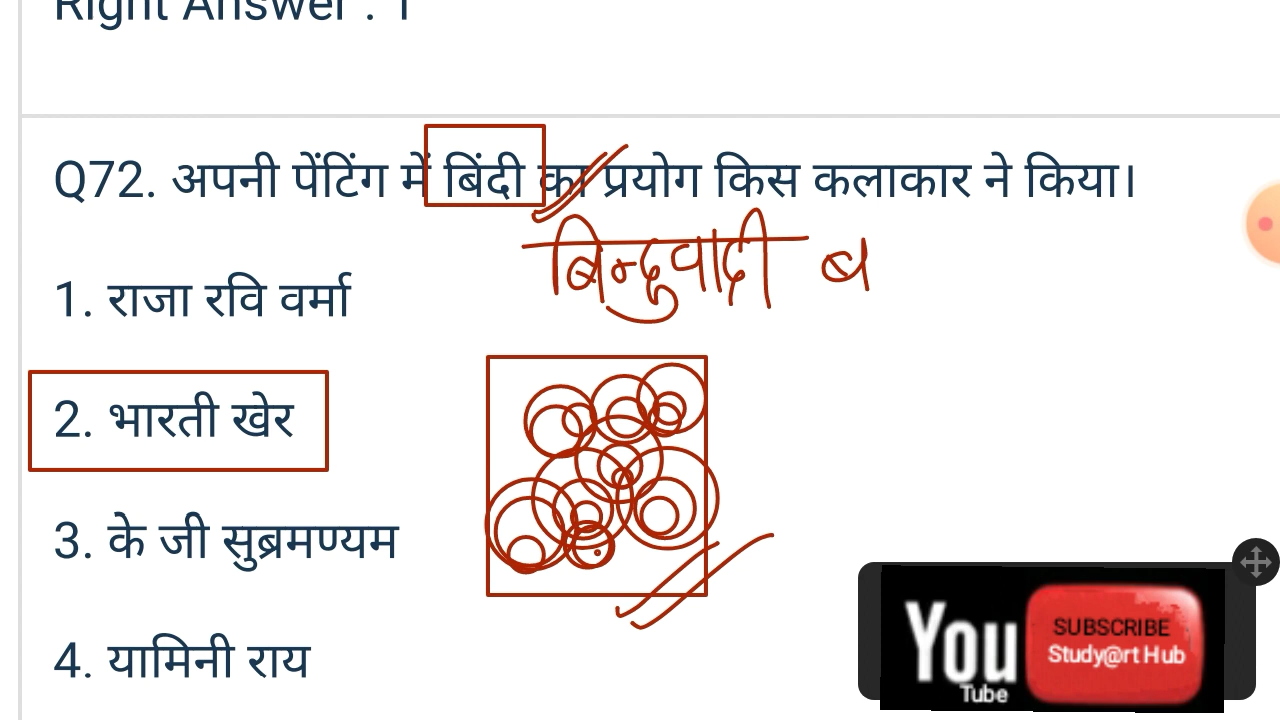 Right Answer : 1
Q72. अपनी पेंटिंग में बिंदी का प्रयोग किस कलाकार ने किया।
बिन्दुवादी ब
1. राजा रवि वर्मा
2. भारती खेर
3. के जी सुब्रमण्यम
4. यामिनी राय
You
Tube
SUBSCRIBE
Study@rt Hub